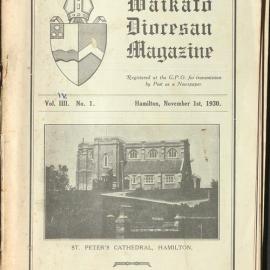 Waikato
Diocesan
Magazine
Registered at the G.P.O. for transmission
by Post as a Newspaper
IV
Vol. IIII. No. 1. Hamilton, November 1st, 1930.
ST. PETER'S CATHEDRAL, HAMILTON.